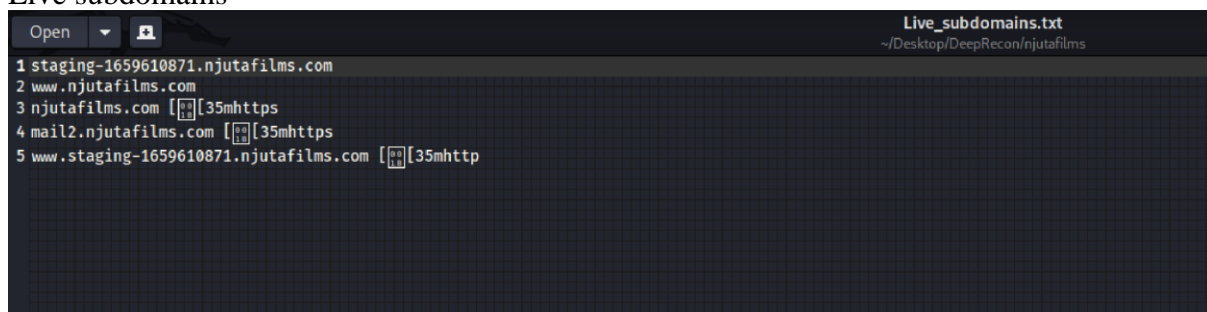 Live subdomains
Open
Live_subdomains.txt
~/Desktop/DeepRecon/njutafilms
1 staging-1659610871.njutafilms.com
2 www.njutafilms.com
3 njutafilms.com [[35mhttps
4 mail2.njutafilms.com [[35mhttps
5 www.staging-1659610871.njutafilms.com [[35mhttp